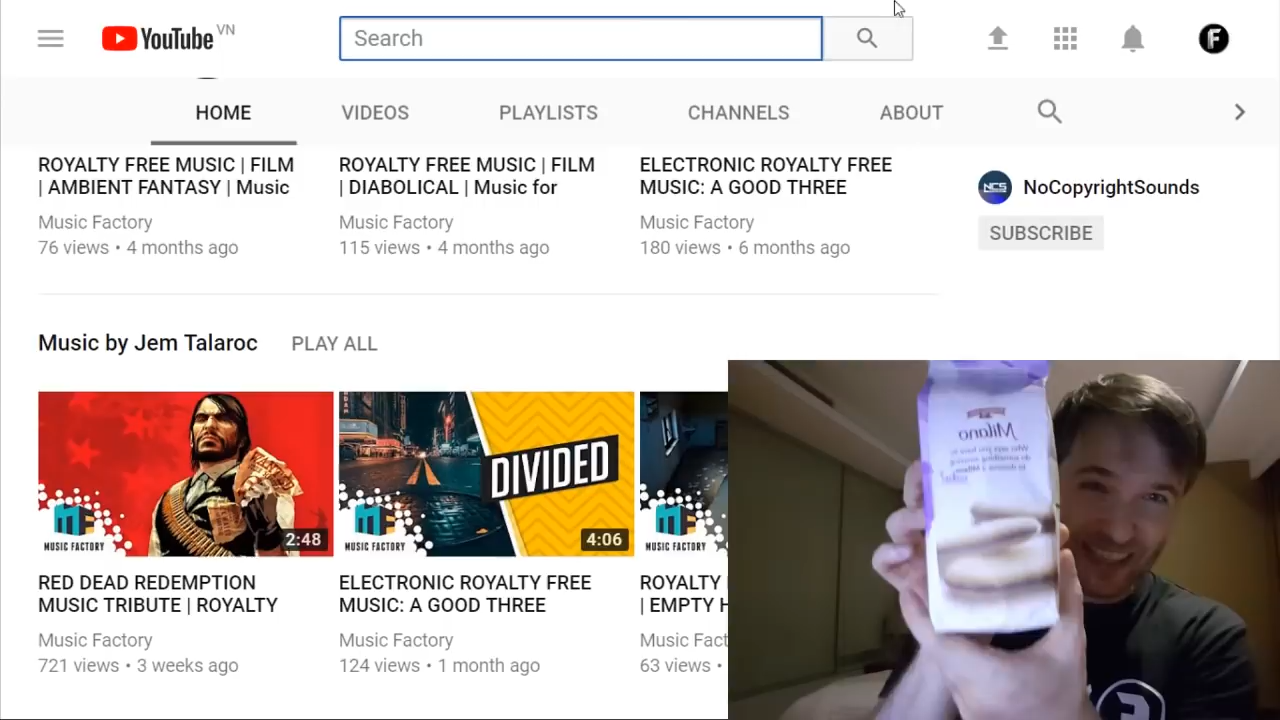 YouTube VN
Search
HOME VIDEOS PLAYLISTS CHANNELS ABOUT
ROYALTY FREE MUSIC | FILM
| AMBIENT FANTASY | Music
Music Factory
76 views • 4 months ago
ROYALTY FREE MUSIC | FILM
| DIABOLICAL | Music for
Music Factory
115 views • 4 months ago
ELECTRONIC ROYALTY FREE
MUSIC: A GOOD THREE
Music Factory
180 views • 6 months ago
NCS
NoCopyrightSounds
SUBSCRIBE
Music by Jem Talaroc PLAY ALL
MUSIC FACTORY
2:48
RED DEAD REDEMPTION
MUSIC TRIBUTE | ROYALTY
Music Factory
721 views • 3 weeks ago
DIVIDED
MUSIC FACTORY
4:06
ELECTRONIC ROYALTY FREE
MUSIC: A GOOD THREE
Music Factory
124 views • 1 month ago
MUSIC FACTORY
ROYALTY
| EMPTY H
Music Fact
63 views •
Milano